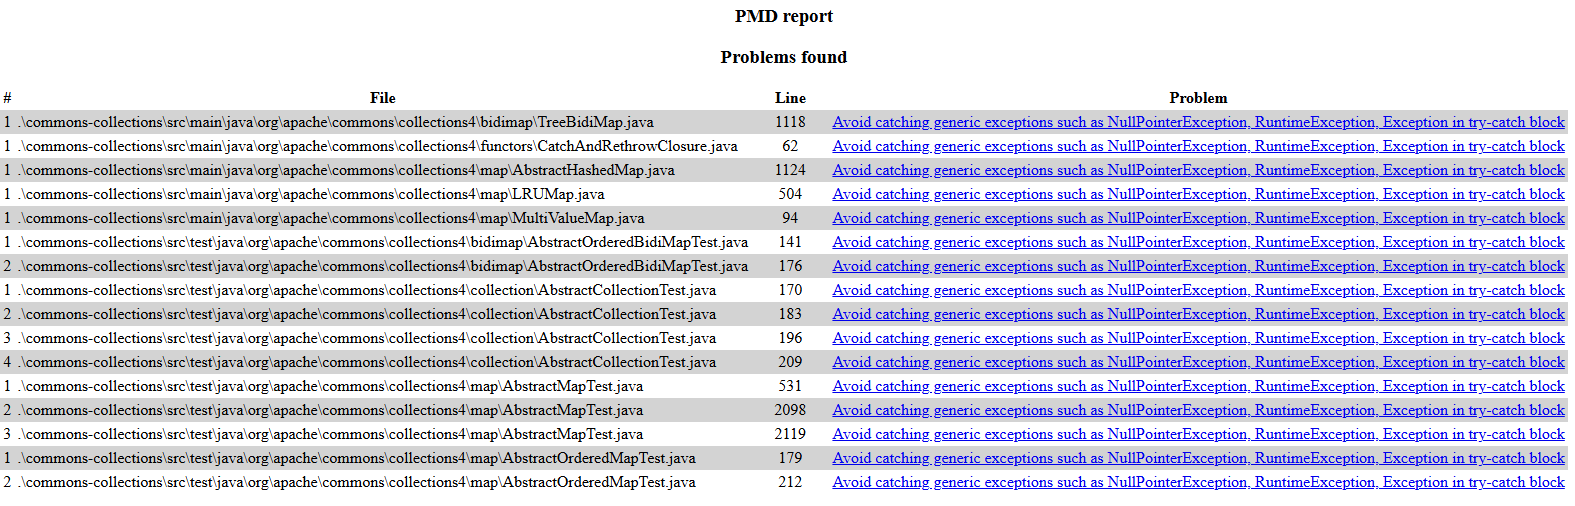 PMD report
Problems found
# File Line Problem
1 .\commons-collections\src\main\java\org\apache\commons\collections4\bidimap\TreeBidiMap.java 1118 Avoid catching generic exceptions such as NullPointerException, RuntimeException, Exception in try-catch block
1 .\commons-collections\src\main\java\org\apache\commons\collections4\functors\CatchAndRethrowClosure.java 62 Avoid catching generic exceptions such as NullPointerException, RuntimeException, Exception in try-catch block
1 .\commons-collections\src\main\java\org\apache\commons\collections4\map\AbstractHashedMap.java 1124 Avoid catching generic exceptions such as NullPointerException, RuntimeException, Exception in try-catch block
1 .\commons-collections\src\main\java\org\apache\commons\collections4\map\LRUMap.java 504 Avoid catching generic exceptions such as NullPointerException, RuntimeException, Exception in try-catch block
1 .\commons-collections\src\main\java\org\apache\commons\collections4\map\MultiValueMap.java 94 Avoid catching generic exceptions such as NullPointerException, RuntimeException, Exception in try-catch block
1 .\commons-collections\src\test\java\org\apache\commons\collections4\bidimap\AbstractOrderedBidiMapTest.java 141 Avoid catching generic exceptions such as NullPointerException, RuntimeException, Exception in try-catch block
2 .\commons-collections\src\test\java\org\apache\commons\collections4\bidimap\AbstractOrderedBidiMapTest.java 176 Avoid catching generic exceptions such as NullPointerException, RuntimeException, Exception in try-catch block
1 .\commons-collections\src\test\java\org\apache\commons\collections4\collection\AbstractCollectionTest.java 170 Avoid catching generic exceptions such as NullPointerException, RuntimeException, Exception in try-catch block
2 .\commons-collections\src\test\java\org\apache\commons\collections4\collection\AbstractCollectionTest.java 183 Avoid catching generic exceptions such as NullPointerException, RuntimeException, Exception in try-catch block
3 .\commons-collections\src\test\java\org\apache\commons\collections4\collection\AbstractCollectionTest.java 196 Avoid catching generic exceptions such as NullPointerException, RuntimeException, Exception in try-catch block
4 .\commons-collections\src\test\java\org\apache\commons\collections4\collection\AbstractCollectionTest.java 209 Avoid catching generic exceptions such as NullPointerException, RuntimeException, Exception in try-catch block
1 .\commons-collections\src\test\java\org\apache\commons\collections4\map\AbstractMapTest.java 531 Avoid catching generic exceptions such as NullPointerException, RuntimeException, Exception in try-catch block
2 .\commons-collections\src\test\java\org\apache\commons\collections4\map\AbstractMapTest.java 2098 Avoid catching generic exceptions such as NullPointerException, RuntimeException, Exception in try-catch block
3 .\commons-collections\src\test\java\org\apache\commons\collections4\map\AbstractMapTest.java 2119 Avoid catching generic exceptions such as NullPointerException, RuntimeException, Exception in try-catch block
1 .\commons-collections\src\test\java\org\apache\commons\collections4\map\AbstractOrderedMapTest.java 179 Avoid catching generic exceptions such as NullPointerException, RuntimeException, Exception in try-catch block
2 .\commons-collections\src\test\java\org\apache\commons\collections4\map\AbstractOrderedMapTest.java 212 Avoid catching generic exceptions such as NullPointerException, RuntimeException, Exception in try-catch block